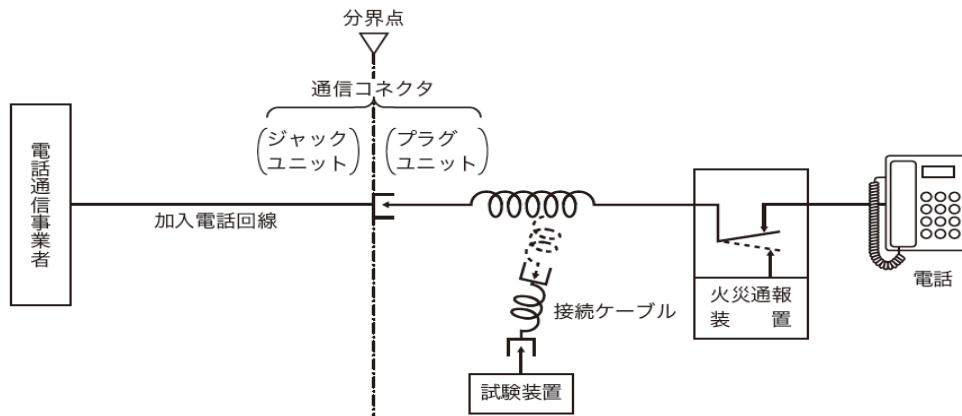 分界点
通信コネクタ
ジャック
ユニット
プラグ
ユニット
電話通信事業者
加入電話回線
接続ケーブル
試験装置
火災通報
装　　置
電話